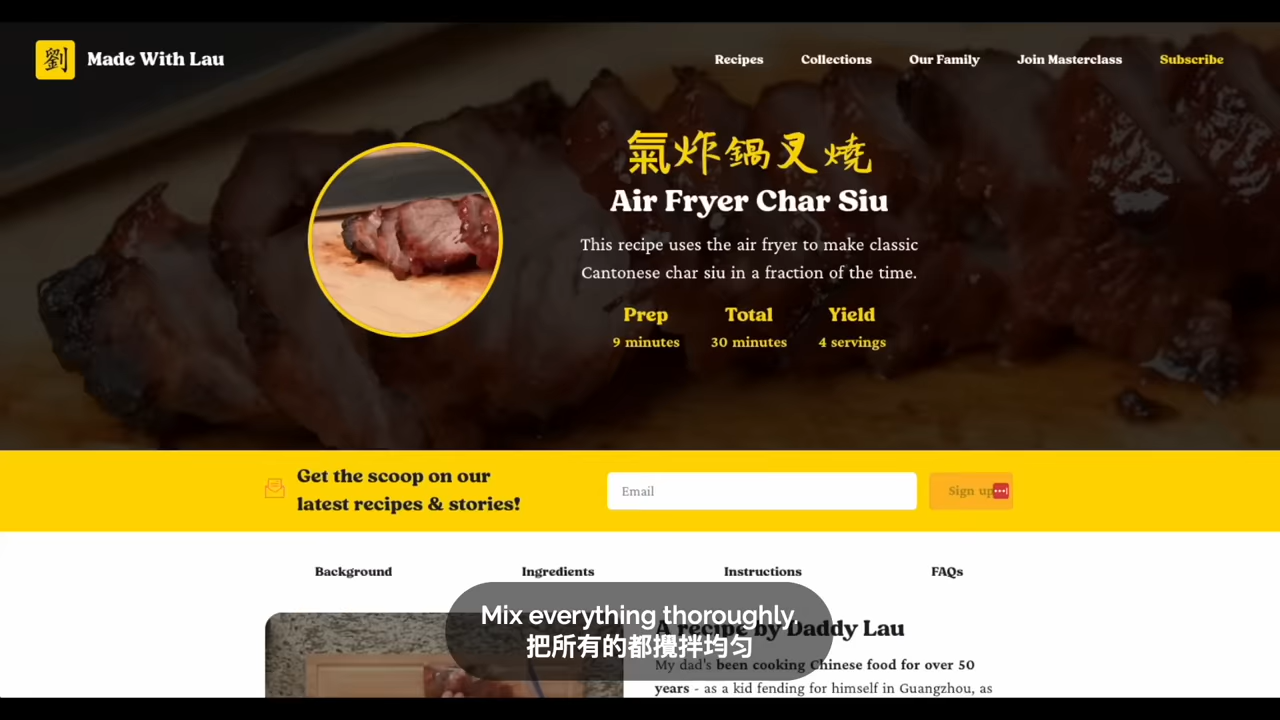 劉
Made With Lau
Recipes
Collections
Our Family
Join Masterclass
Subscribe
氣炸鍋叉燒
Air Fryer Char Siu
This recipe uses the air fryer to make classic
Cantonese char siu in a fraction of the time.
Prep
Total
Yield
9 minutes
30 minutes
4 servings
Get the scoop on our
latest recipes & stories!
Email
Sign up
Background
Ingredients
Instructions
FAQs
A recipe by Daddy Lau
My dad's been cooking Chinese food for over 50
years - as a kid fending for himself in Guangzhou, as
Mix everything thoroughly.
把所有的都攪拌均勻